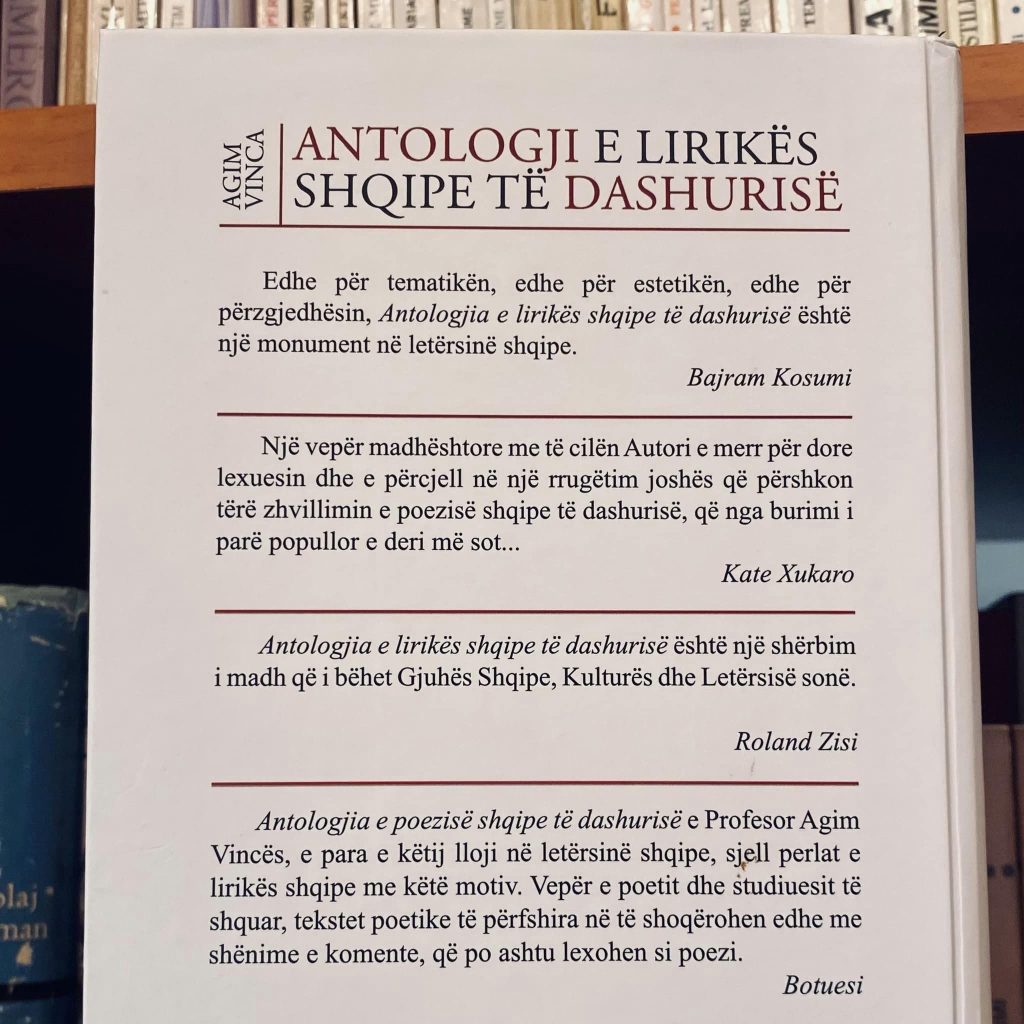 AGIM
VINCA
ANTOLOGJI E LIRIKËS
SHQIPE TË DASHURISË
Edhe për tematikën, edhe për estetikën, edhe për
përzgjedhësin, Antologjia e lirikës shqipe të dashurisë është
një monument në letërsinë shqipe.
Bajram Kosumi
Një vepër madhështore me të cilën Autori e merr për dore
lexuesin dhe e përcjell në një rrugëtim joshës që përshkon
tërë zhvillimin e poezisë shqipe të dashurisë, që nga burimi i
parë popullor e deri më sot...
Kate Xukaro
Antologjia e lirikës shqipe të dashurisë është një shërbim
i madh që i bëhet Gjuhës Shqipe, Kulturës dhe Letërsisë sonë.
Roland Zisi
Antologjia e poezisë shqipe të dashurisë e Profesor Agim
Vincës, e para e këtij lloji në letërsinë shqipe, sjell perlat e
lirikës shqipe me këtë motiv. Vepër e poetit dhe studiuesit të
shquar, tekstet poetike të përfshira në të shoqërohen edhe me
shënime e komente, që po ashtu lexohen si poezi.
Botuesi